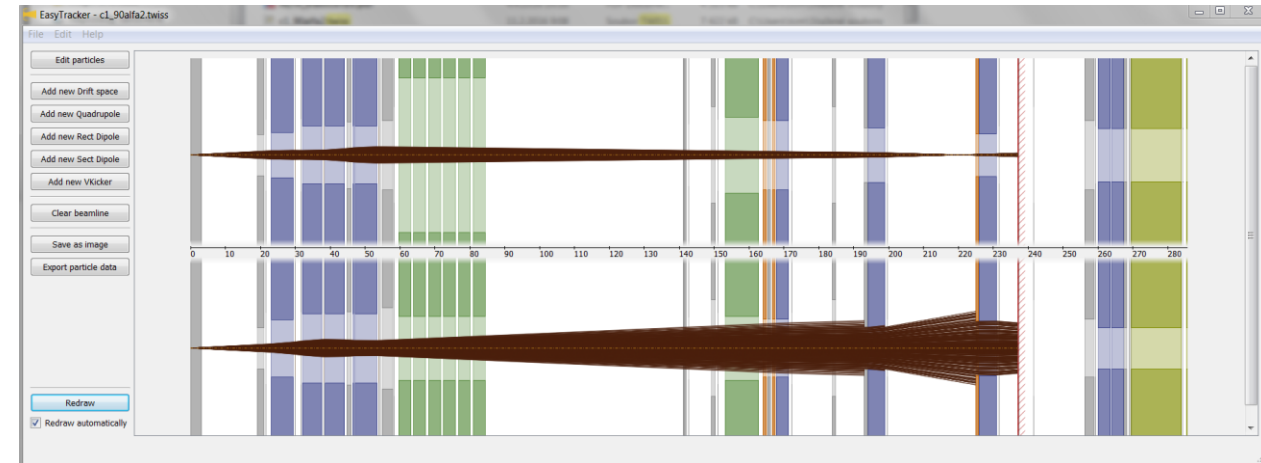 EasyTracker - c1_90alfa2.twiss
File Edit Help
Edit particles
Add new Drift space
Add new Quadrupole
Add new Rect Dipole
Add new Sect Dipole
Add new VKicker
Clear beamline
Save as image
Export particle data
0 10 20 30 40 50 60 70 80 90 100 110 120 130 140 150 160 170 180 190 200 210 220 230 240 250 260 270 280
Redraw
Redraw automatically